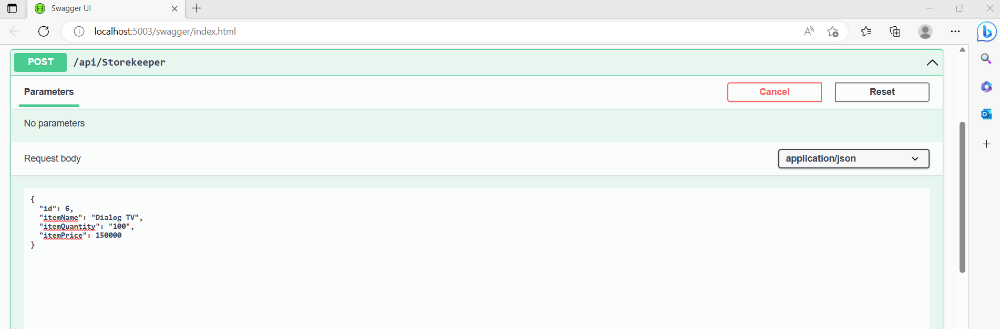 Swagger UI
localhost:5003/swagger/index.html
POST /api/Storekeeper
Parameters
Cancel
Reset
No parameters
Request body
application/json
{
"id": 6,
"itemName": "Dialog TV",
"itemQuantity": "100",
"itemPrice": 150000
}